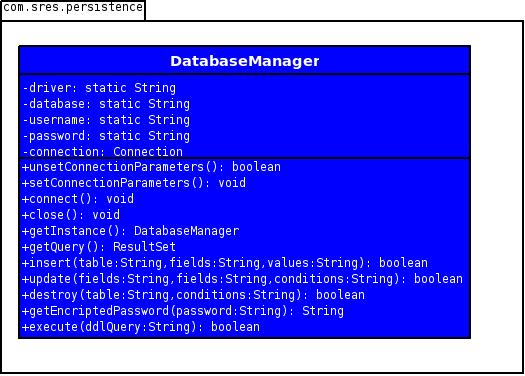 com.sres.persistence
DatabaseManager
-driver: static String
-database: static String
-username: static String
-password: static String
-connection: Connection
+unsetConnectionParameters(): boolean
+setConnectionParameters(): void
+connect(): void
+close(): void
+getInstance(): DatabaseManager
+getQuery(): ResultSet
+insert(table:String,fields:String,values:String): boolean
+update(fields:String,fields:String,conditions:String): boolean
+destroy(table:String,conditions:String): boolean
+getEncriptedPassword(password:String): String
+execute(ddlQuery:String): boolean